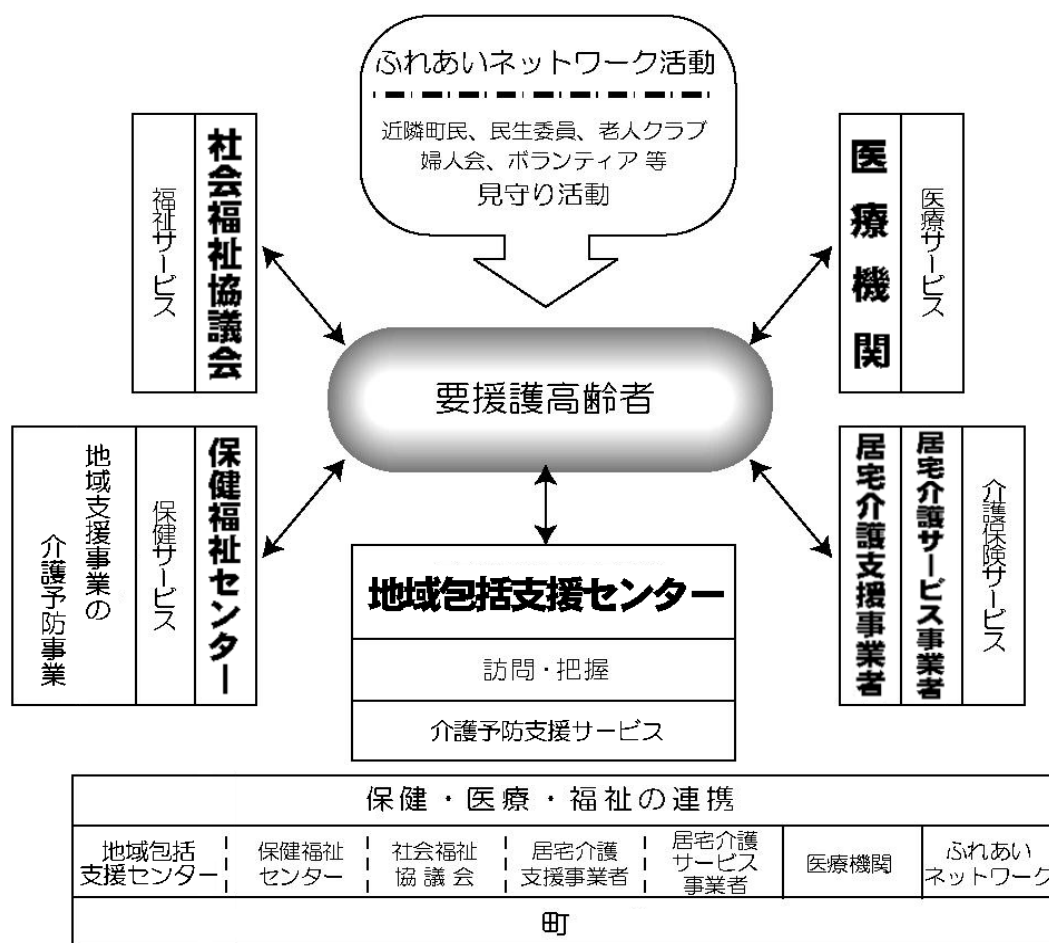 ふれあいネットワーク活動
近隣町民、民生委員、老人クラブ
婦人会、ボランティア 等
見守り活動
社会福祉協議会
福祉サービス
医療機関
医療サービス
要援護高齢者
保健福祉センター
保健サービス
地域支援事業の
介護予防事業
居宅介護支援事業者
居宅介護サービス事業者
介護保険サービス
地域包括支援センター
訪問・把握
介護予防支援サービス
保健・医療・福祉の連携
地域包括
支援センター
保健福祉
センター
社会福祉
協議会
居宅介護
支援事業者
居宅介護
サービス
事業者
医療機関
ふれあい
ネットワーク
町